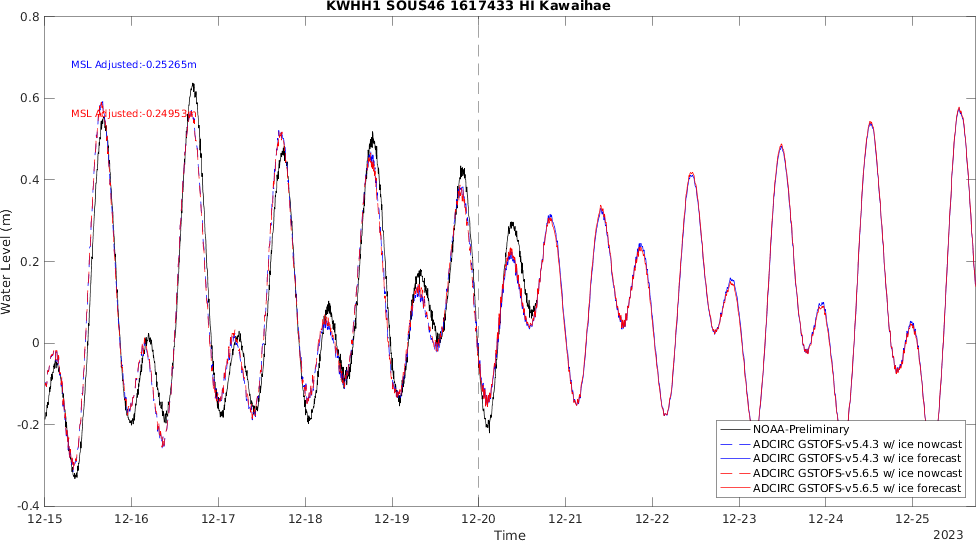 KWHH1 SOUS46 1617433 HI Kawaihae
Water Level (m)
0.8
0.6
0.4
0.2
0
-0.2
-0.4
MSL Adjusted:-0.25265m
MSL Adjusted:-0.24953
NOAA-Preliminary
ADCIRC GSTOFS-v5.4.3 w/ ice nowcast
ADCIRC GSTOFS-v5.4.3 w/ ice forecast
ADCIRC GSTOFS-v5.6.5 w/ ice nowcast
ADCIRC GSTOFS-v5.6.5 w/ ice forecast
12-15 12-16 12-17 12-18 12-19 12-20 12-21 12-22 12-23 12-24 12-25
Time
2023